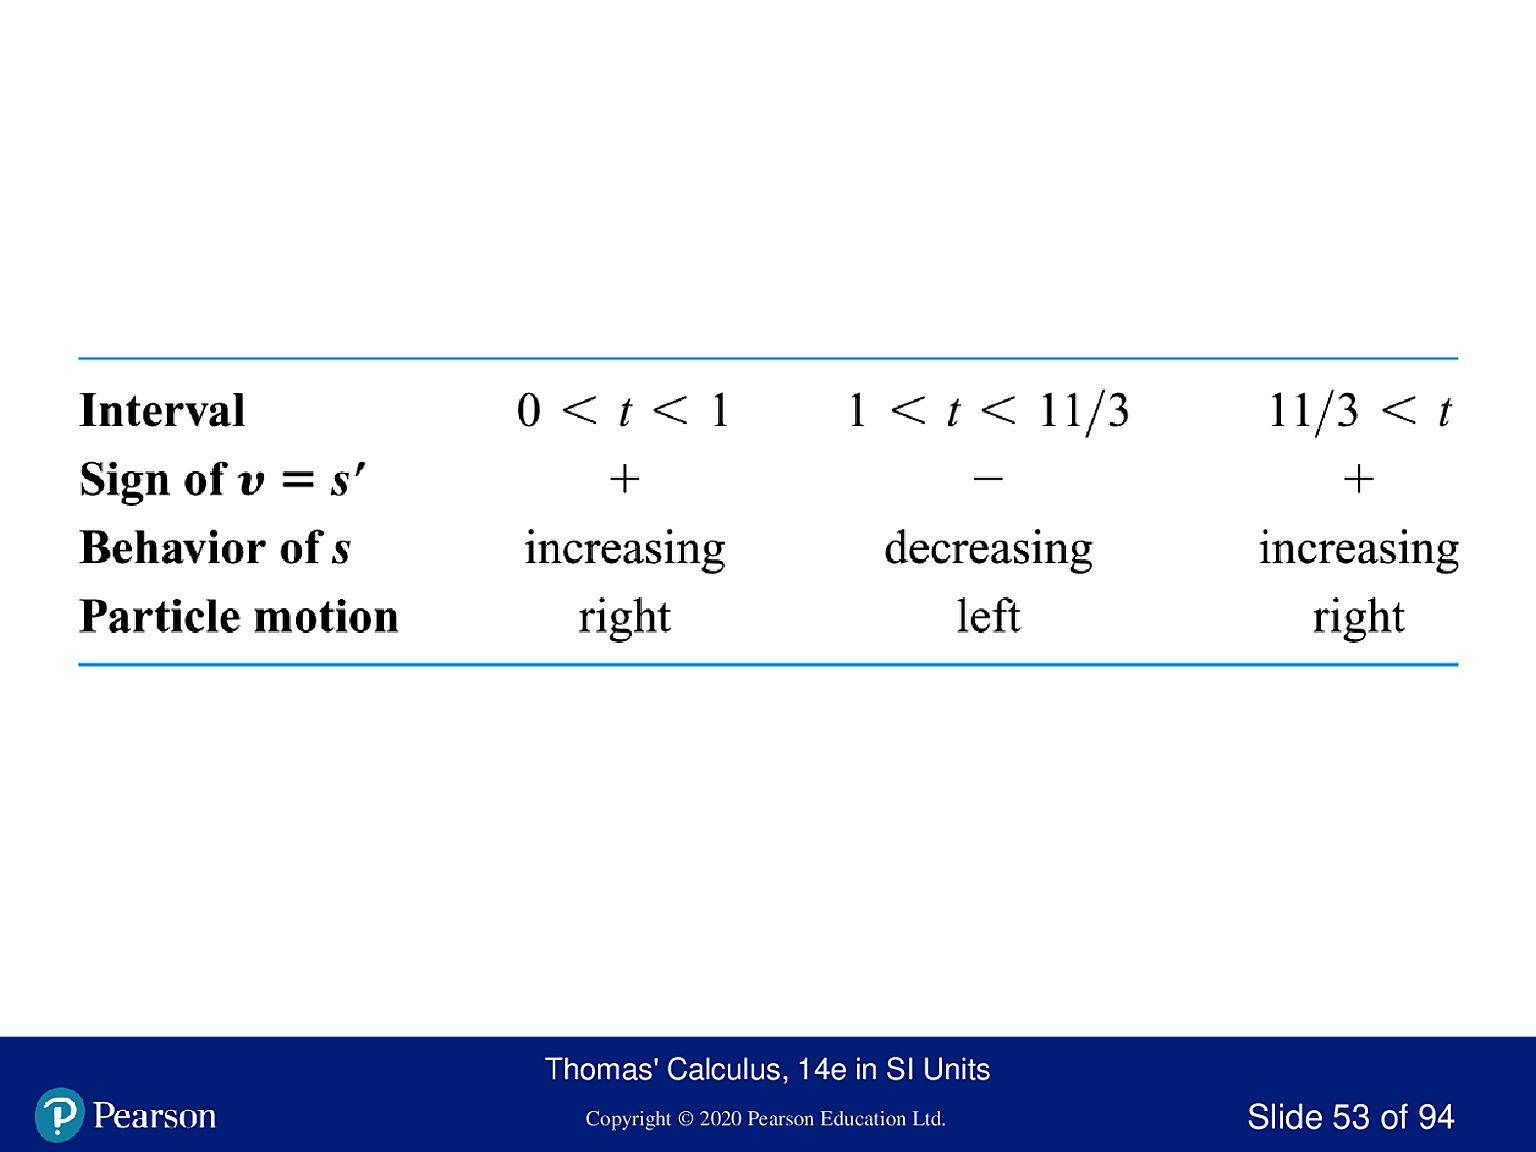 Interval 0 < t < 1 1 < t < 11/3 11/3 < t
Sign of v = s′ + − +
Behavior of s increasing decreasing increasing
Particle motion right left right
Thomas' Calculus, 14e in SI Units
Pearson
Copyright © 2020 Pearson Education Ltd.
Slide 53 of 94